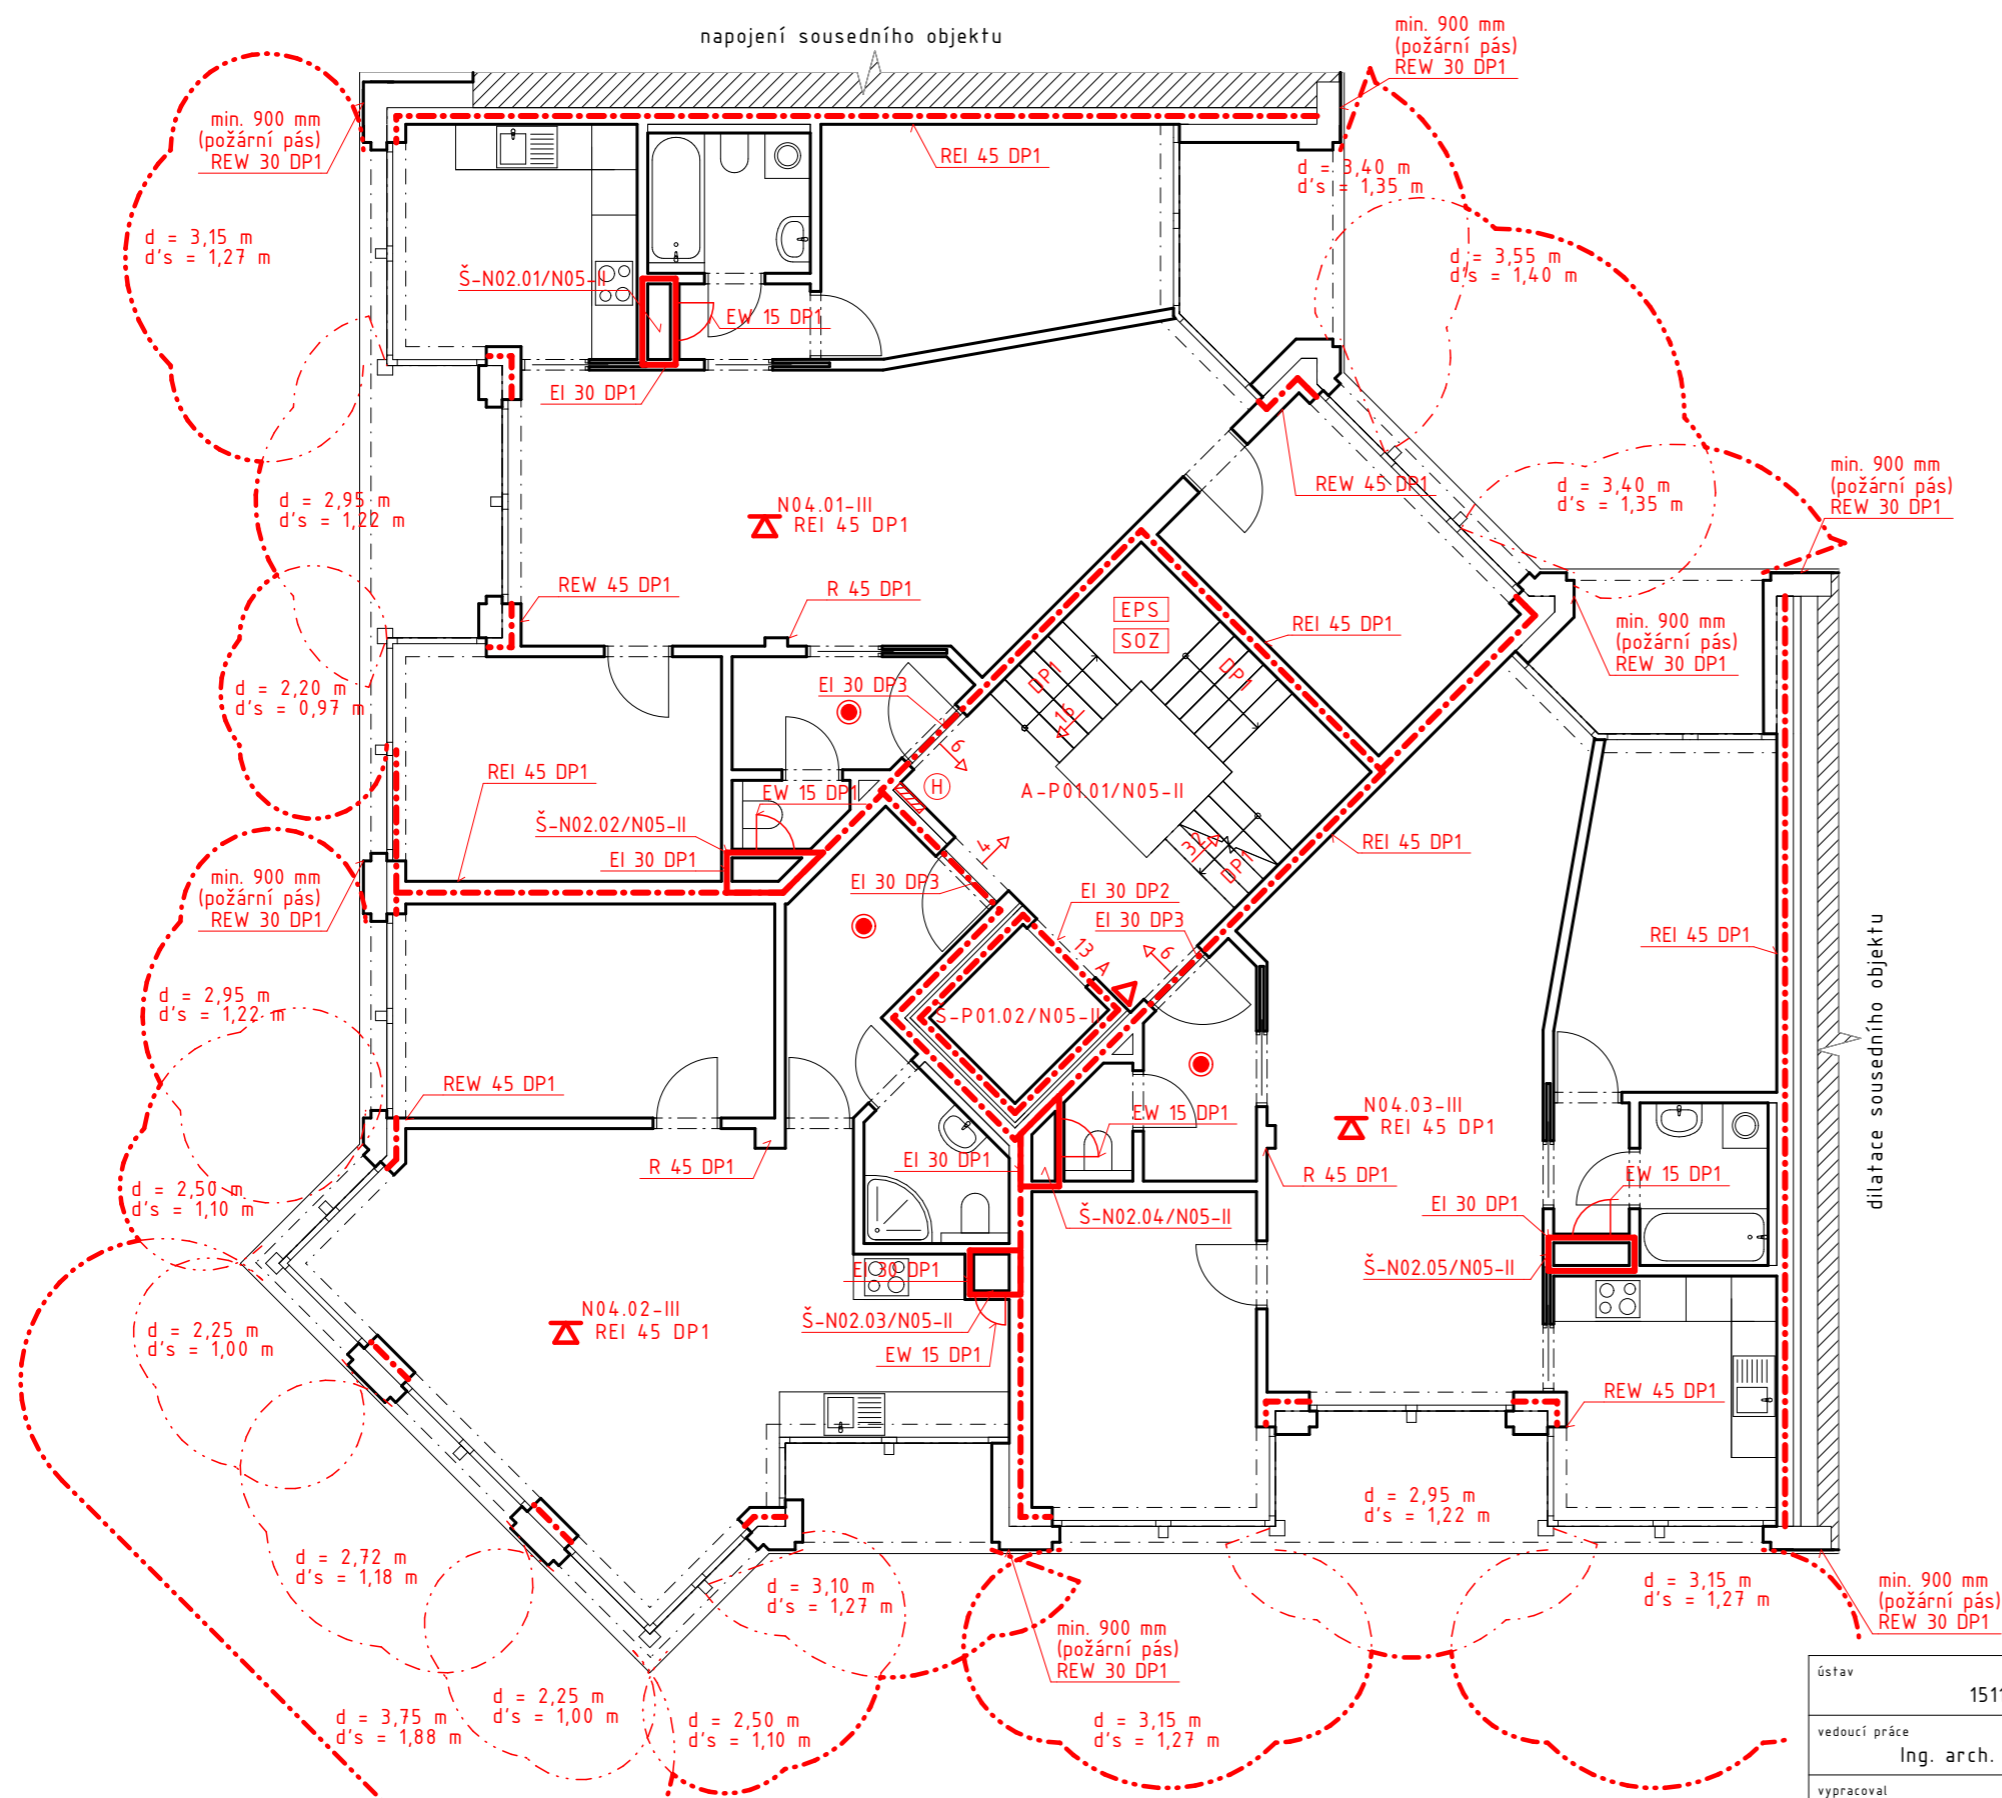 napojení sousedního objektu
min. 900 mm
(požární pás)
REW 30 DP1
min. 900 mm
(požární pás)
REW 30 DP1
REI 45 DP1
d = 3,40 m
d's = 1,35 m
d = 3,15 m
d's = 1,27 m
d = 3,55 m
d's = 1,40 m
Š-N02.01/N05-II
EW 15 DP1
EI 30 DP1
min. 900 mm
(požární pás)
REW 30 DP1
d = 2,95 m
d's = 1,22 m
N04.01-III
REI 45 DP1
REW 45 DP1
d = 3,40 m
d's = 1,35 m
REW 45 DP1
R 45 DP1
EPS
SOZ
REI 45 DP1
min. 900 mm
(požární pás)
REW 30 DP1
d = 2,20 m
d's = 0,97 m
EI 30 DP3
DP1
DP1
16
6
REI 45 DP1
EW 15 DP1
H
A-P01.01/N05-II
Š-N02.02/N05-II
EI 30 DP1
4
32
DP1
REI 45 DP1
min. 900 mm
(požární pás)
REW 30 DP1
EI 30 DP3
EI 30 DP2
EI 30 DP3
13 A
6
REI 45 DP1
dilatace sousedního objektu
d = 2,95 m
d's = 1,22 m
Š-P01.02/N05-II
REW 45 DP1
EW 15 DP1
N04.03-III
REI 45 DP1
R 45 DP1
EI 30 DP1
R 45 DP1
EW 15 DP1
d = 2,50 m
d's = 1,10 m
Š-N02.04/N05-II
EI 30 DP1
EI 30 DP1
Š-N02.05/N05-II
N04.02-III
REI 45 DP1
Š-N02.03/N05-II
EW 15 DP1
d = 2,25 m
d's = 1,00 m
REW 45 DP1
d = 2,95 m
d's = 1,22 m
d = 2,72 m
d's = 1,18 m
d = 3,10 m
d's = 1,27 m
d = 3,15 m
d's = 1,27 m
min. 900 mm
(požární pás)
REW 30 DP1
min. 900 mm
(požární pás)
REW 30 DP1
d = 3,75 m
d's = 1,88 m
d = 2,25 m
d's = 1,00 m
d = 2,50 m
d's = 1,10 m
d = 3,15 m
d's = 1,27 m
ústav
1511
vedoucí práce
Ing. arch.
vypracoval